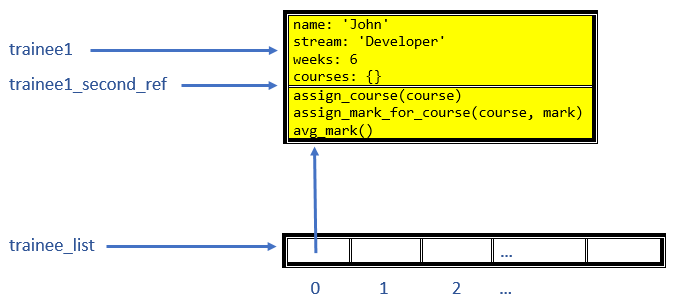 trainee1
trainee1_second_ref
name: 'John'
stream: 'Developer'
weeks: 6
courses: {}
assign_course(course)
assign_mark_for_course(course, mark)
avg_mark()
trainee_list
...
0 1 2 ...